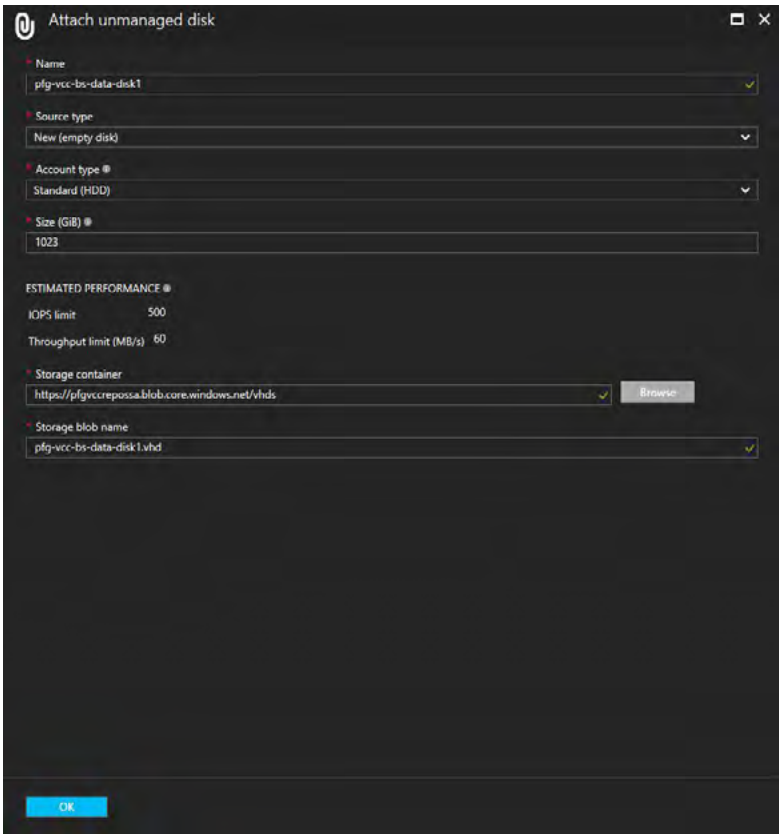 Attach unmanaged disk
* Name
pfg-vcc-bs-data-disk1
* Source type
New (empty disk)
* Account type
Standard (HDD)
* Size (GiB)
1023
ESTIMATED PERFORMANCE
IOPS limit 500
Throughput limit (MB/s) 60
* Storage container
https://pfgvccrepossa.blob.core.windows.net/vhds
Browse
* Storage blob name
pfg-vcc-bs-data-disk1.vhd
OK